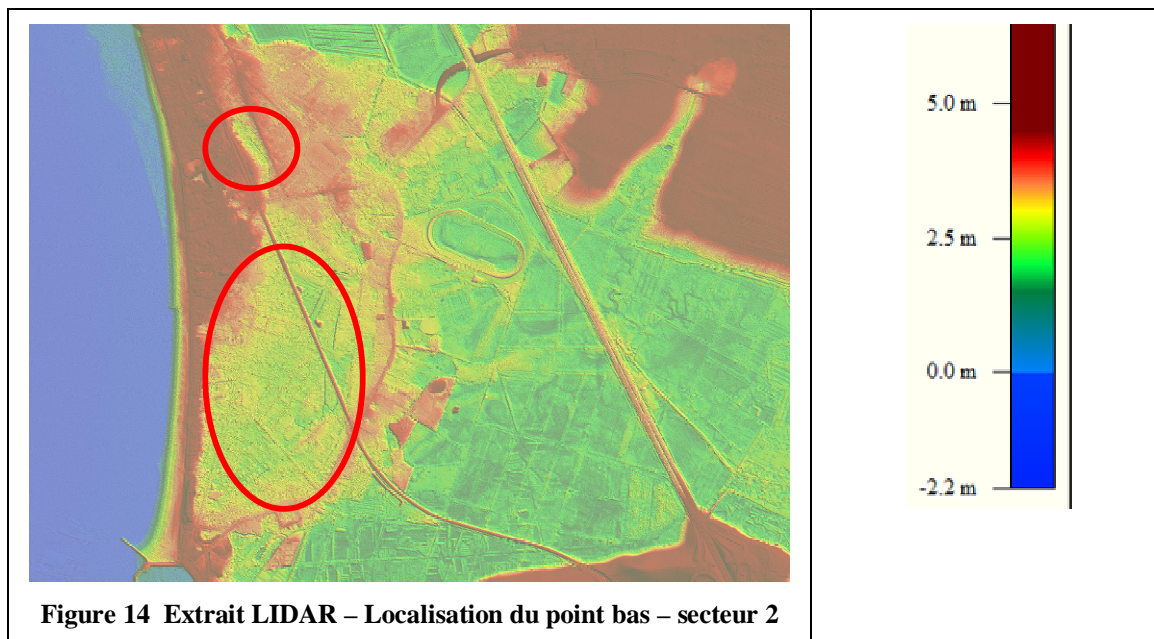 5.0 m
2.5 m
0.0 m
-2.2 m
Figure 14 Extrait LIDAR – Localisation du point bas – secteur 2